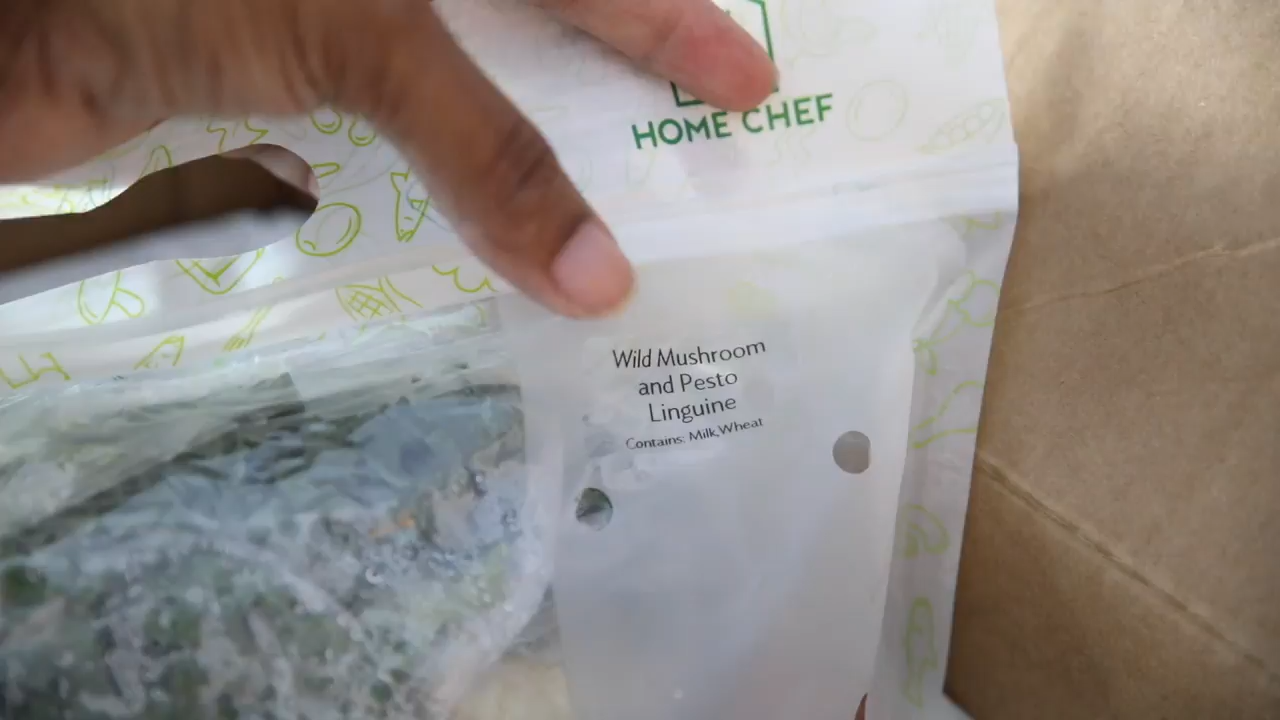 HOME CHEF
Wild Mushroom
and Pesto
Linguine
Contains: Milk,Wheat